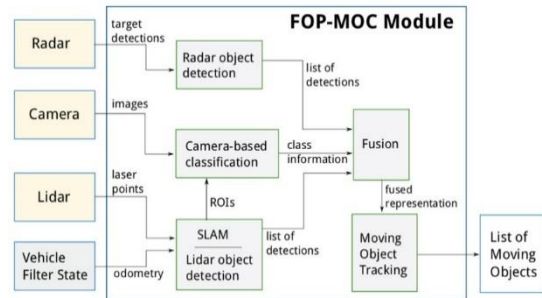 FOP-MOC Module
Radar
target
detections
Radar object
detection
list of
detections
Camera
images
Camera-based
classification
class
information
Fusion
Lidar
laser
points
ROIs
fused
representation
SLAM
Lidar object
detection
list of
detections
Moving
Object
Tracking
List of
Moving
Objects
Vehicle
Filter State
odometry